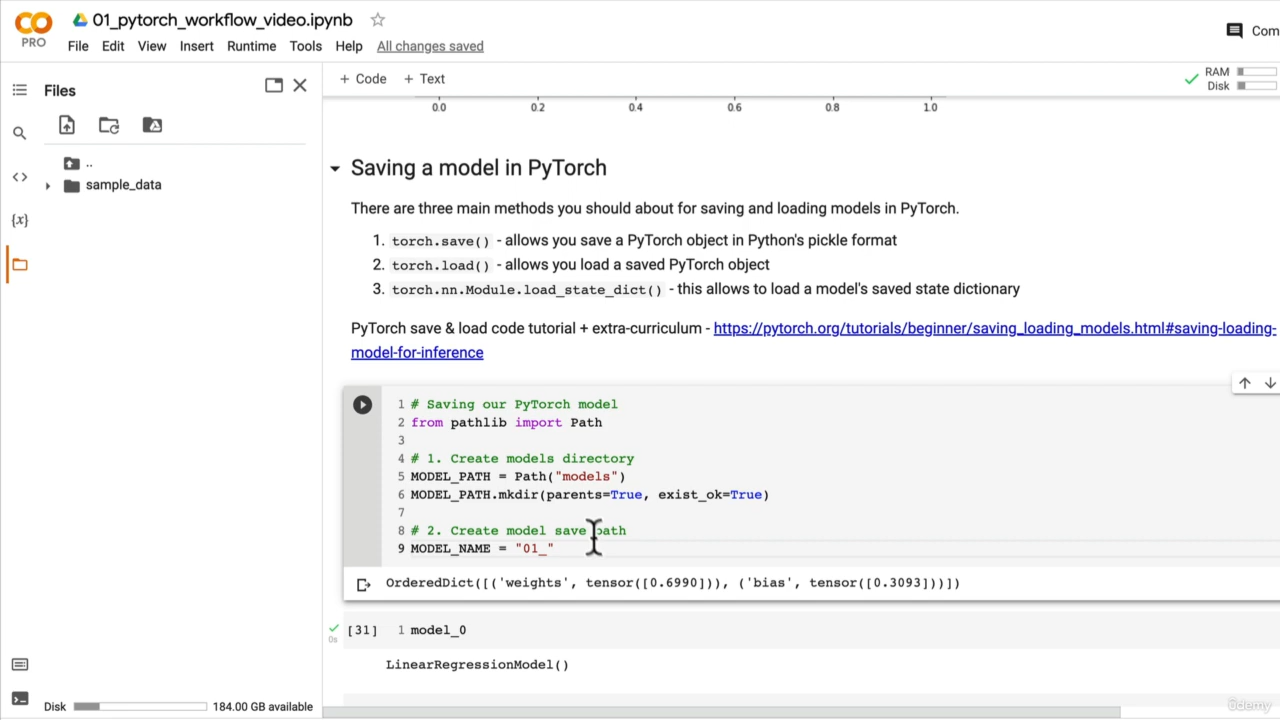 01_pytorch_workflow_video.ipynb
PRO
File Edit View Insert Runtime Tools Help All changes saved
Com
Files
+ Code + Text
RAM
Disk
0.0 0.2 0.4 0.6 0.8 1.0
..
sample_data
{x}
Saving a model in PyTorch
There are three main methods you should about for saving and loading models in PyTorch.
1. torch.save() - allows you save a PyTorch object in Python's pickle format
2. torch.load() - allows you load a saved PyTorch object
3. torch.nn.Module.load_state_dict() - this allows to load a model's saved state dictionary
PyTorch save & load code tutorial + extra-curriculum - https://pytorch.org/tutorials/beginner/saving_loading_models.html#saving-loading-
model-for-inference
1 # Saving our PyTorch model
2 from pathlib import Path
3
4 # 1. Create models directory
5 MODEL_PATH = Path("models")
6 MODEL_PATH.mkdir(parents=True, exist_ok=True)
7
8 # 2. Create model save path
9 MODEL_NAME = "01_"
OrderedDict([('weights', tensor([0.6990])), ('bias', tensor([0.3093]))])
[31] 1 model_0
0s
LinearRegressionModel()
Disk 184.00 GB available
ûdemy